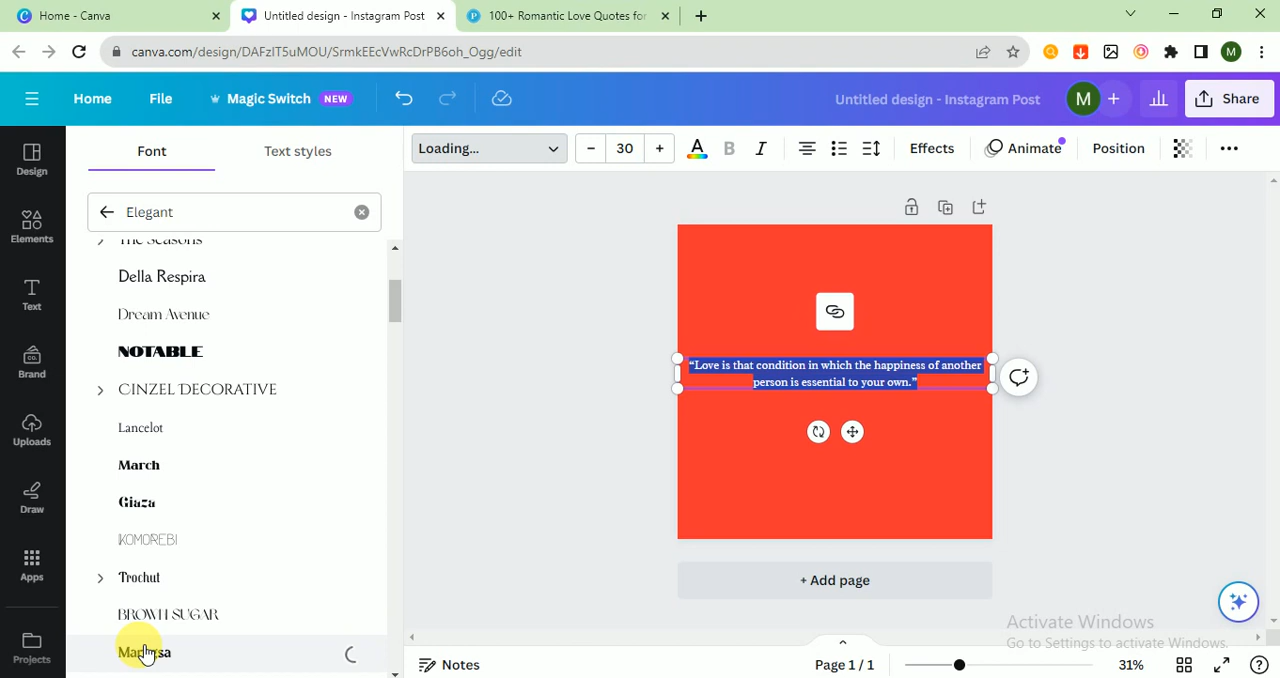 Home - Canva
Untitled design - Instagram Post
100+ Romantic Love Quotes for
canva.com/design/DAFzIT5uMOU/SrmkEEcVwRcDrPB6oh_Ogg/edit
M
Home
File
Magic Switch
NEW
Untitled design - Instagram Post
M
Share
Design
Elements
Text
Brand
Uploads
Draw
Apps
Projects
Font
Text styles
Elegant
The Seasons
Della Respira
Dream Avenue
NOTABLE
CINZEL DECORATIVE
Lancelot
March
Giaza
KOMOREBI
Trochut
BROWN SUGAR
Loading...
30
A
B
I
Effects
Animate
Position
“Love is that condition in which the happiness of another
person is essential to your own.”
+ Add page
Activate Windows
Go to Settings to activate Windows.
Notes
Page 1 / 1
31%